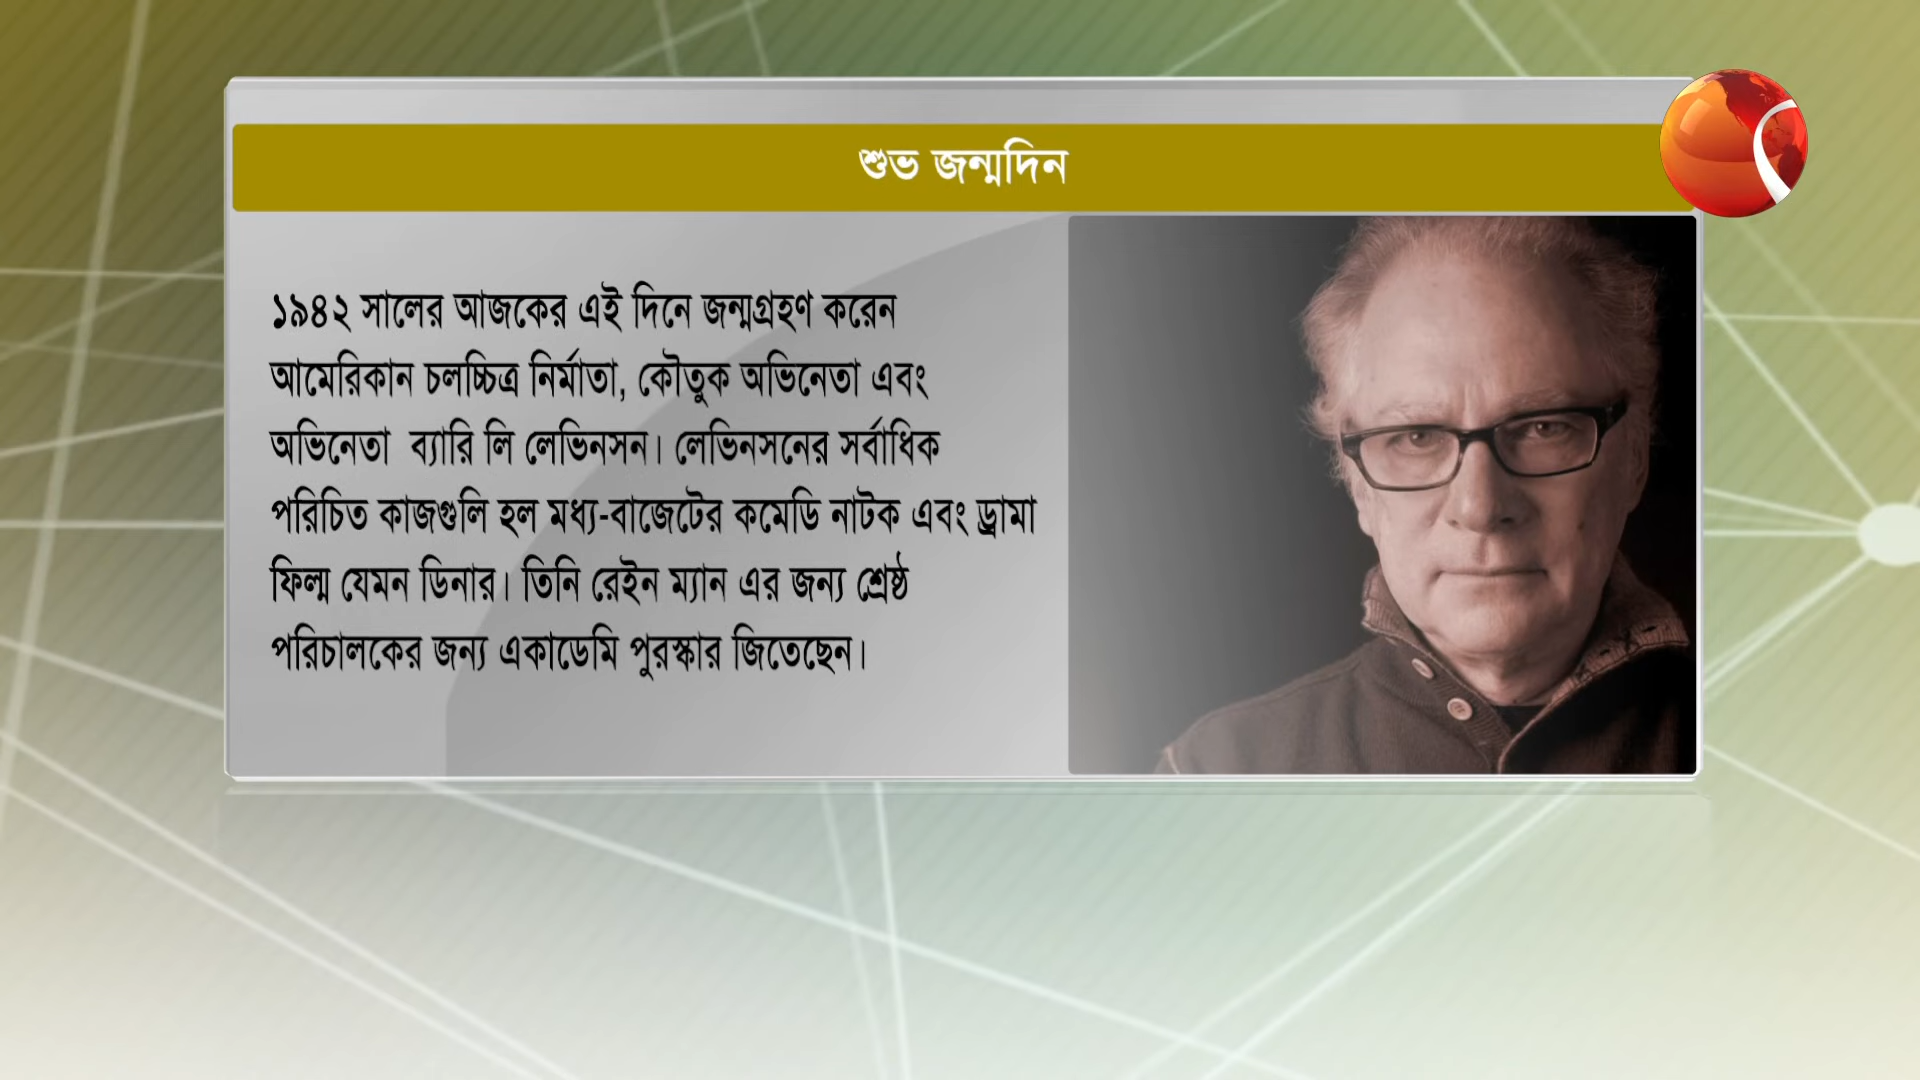 শুভ জন্মদিন
১৯৪২ সালের আজকের এই দিনে জন্মগ্রহণ করেন
আমেরিকান চলচ্চিত্র নির্মাতা, কৌতুক অভিনেতা এবং
অভিনেতা ব্যারি লি লেভিনসন। লেভিনসনের সর্বাধিক
পরিচিত কাজগুলি হল মধ্য-বাজেটের কমেডি নাটক এবং ড্রামা
ফিল্ম যেমন ডিনার। তিনি রেইন ম্যান এর জন্য শ্রেষ্ঠ
পরিচালকের জন্য একাডেমি পুরস্কার জিতেছেন।